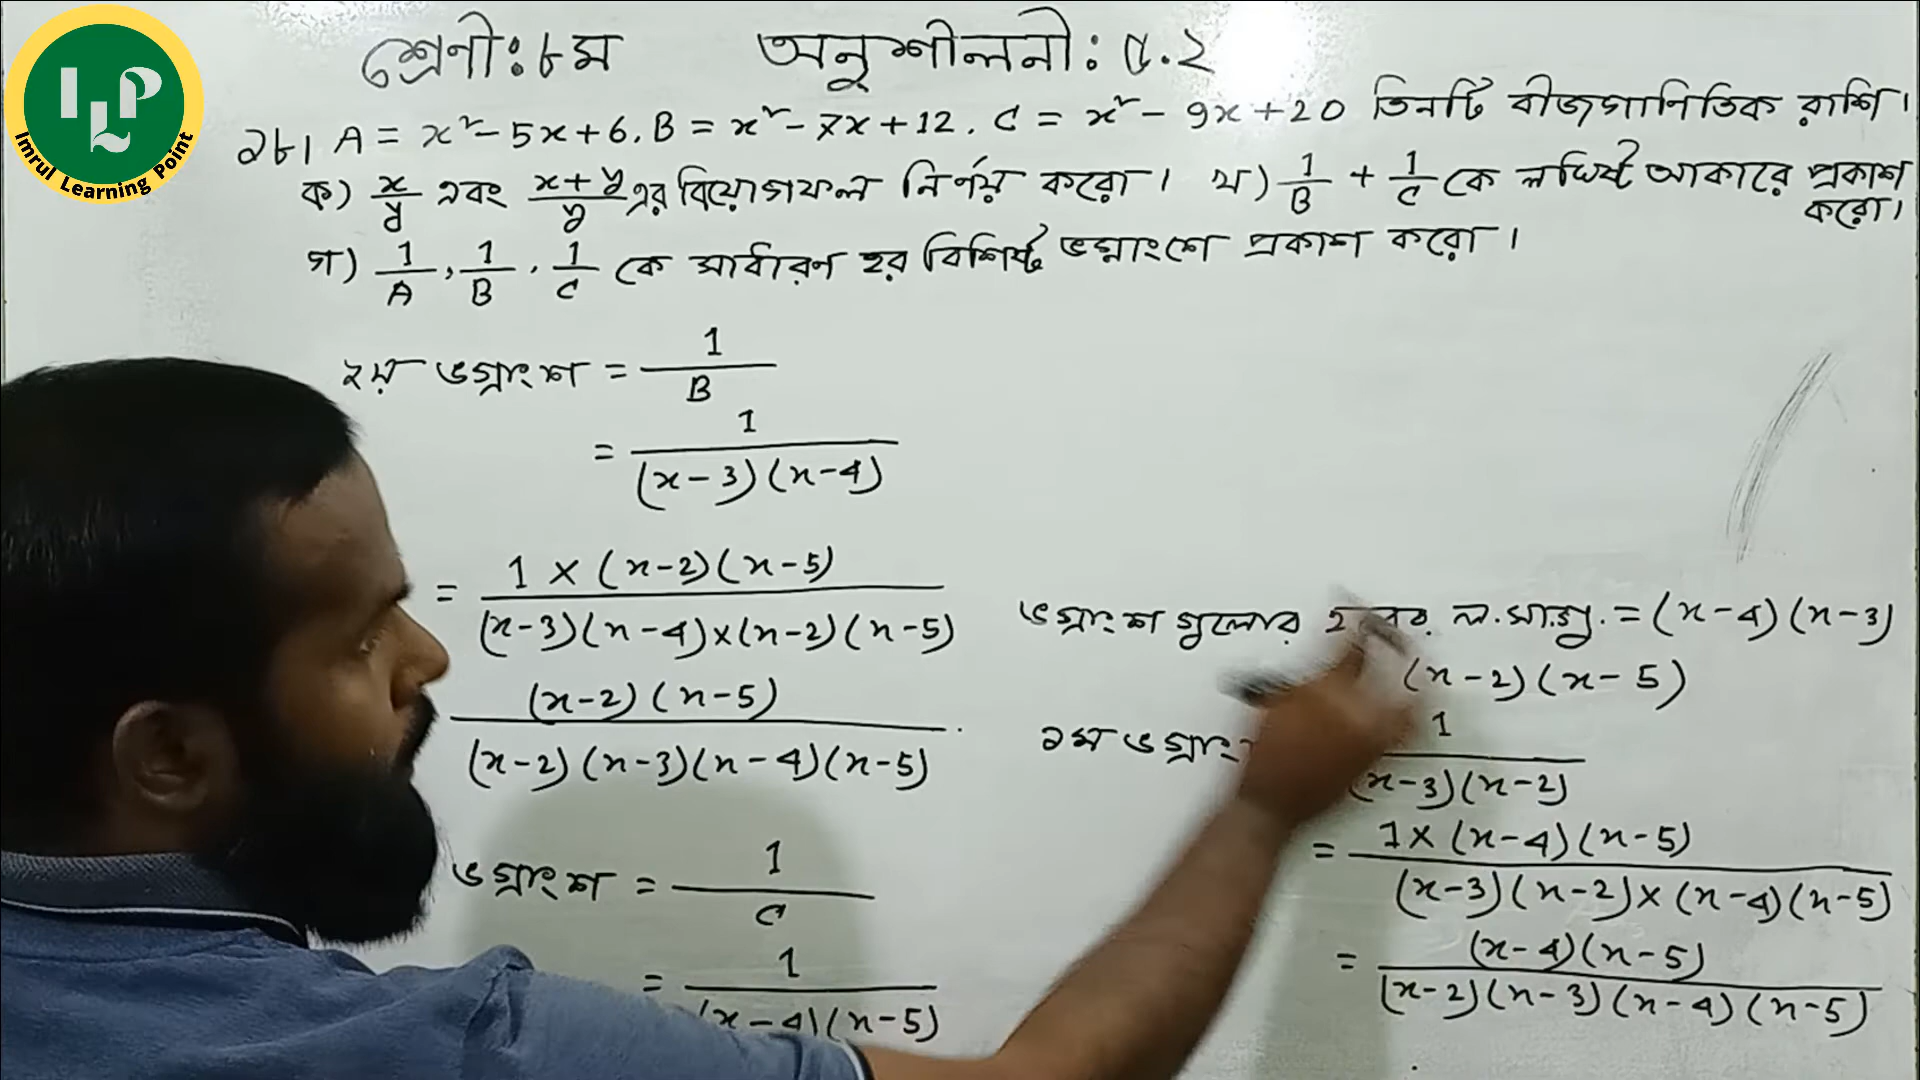 ILP
Imrul Learning Point
শ্রেণী: ৮ম অনুশীলনী: ৫.২
১৮। A = x² - 5x + 6, B = x² - 7x + 12, C = x² - 9x + 20 তিনটি বীজগাণিতিক রাশি।
ক) x/y এবং x+y/y এর বিয়োগফল নির্ণয় করো। খ) 1/B + 1/C কে লঘিষ্ট আকারে প্রকাশ
করো।
গ) 1/A, 1/B, 1/C কে সাধারণ হর বিশিষ্ট ভগ্নাংশে প্রকাশ করো।
২য় ভগ্নাংশ = 1/B
= 1/(x-3)(x-4)
= 1×(x-2)(x-5)/(x-3)(x-4)×(x-2)(x-5)
(x-2)(x-5)/(x-2)(x-3)(x-4)(x-5)
ভগ্নাংশ = 1/C
= 1/(x-4)(x-5)
ভগ্নাংশ গুলোর ল.সা.গু. = (x-4)(x-3)
(x-2)(x-5)
১ম 1/(x-3)(x-2)
= 1×(x-4)(x-5)/(x-3)(x-2)×(x-4)(x-5)
= (x-4)(x-5)/(x-2)(x-3)(x-4)(x-5)